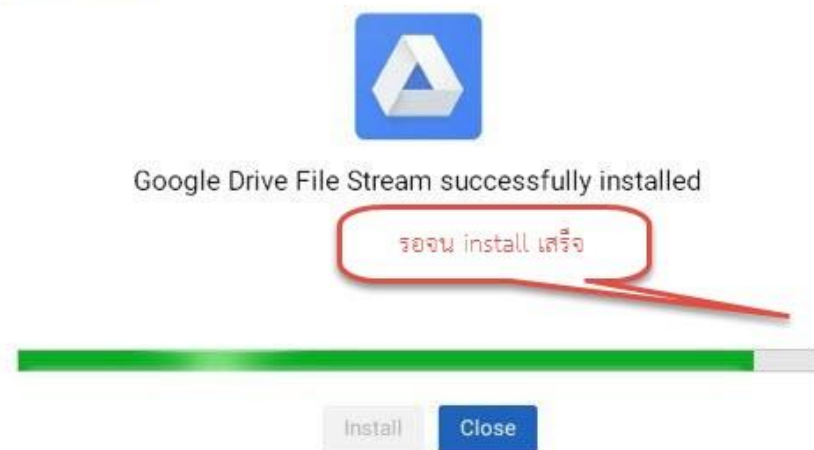 Google Drive File Stream successfully installed
รอจน install เสร็จ
Install
Close